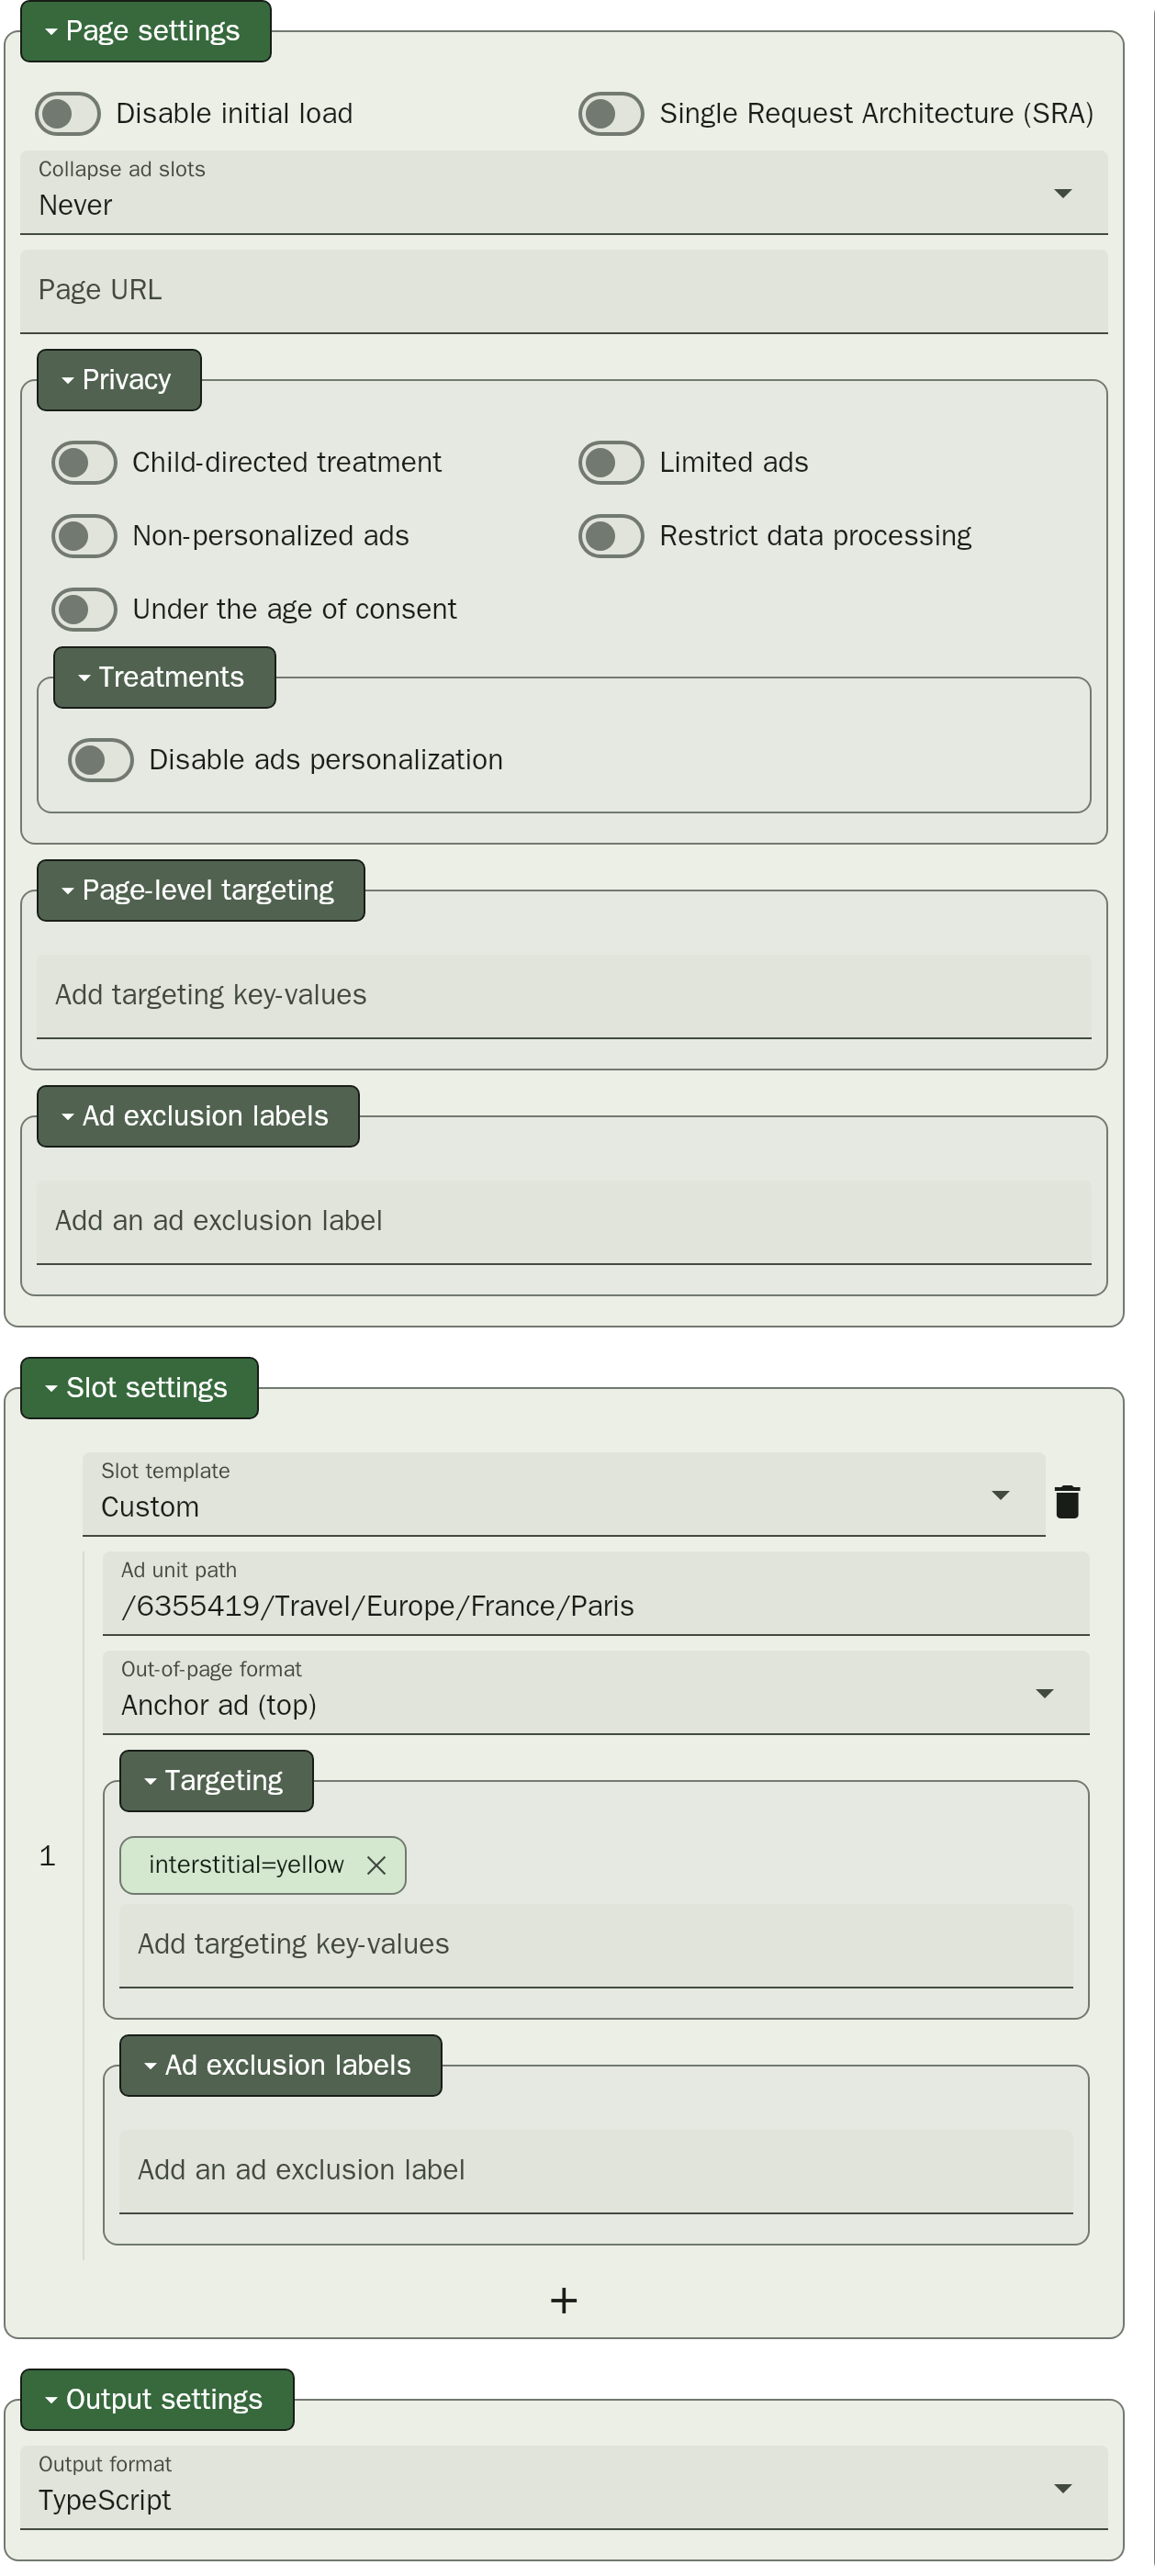 Page settings
Disable initial load
Single Request Architecture (SRA)
Collapse ad slots
Never
Page URL
Privacy
Child-directed treatment
Limited ads
Non-personalized ads
Restrict data processing
Under the age of consent
Treatments
Disable ads personalization
Page-level targeting
Add targeting key-values
Ad exclusion labels
Add an ad exclusion label
Slot settings
Slot template
Custom
Ad unit path
/6355419/Travel/Europe/France/Paris
Out-of-page format
Anchor ad (top)
Targeting
1
interstitial=yellow
Add targeting key-values
Ad exclusion labels
Add an ad exclusion label
Output settings
Output format
TypeScript